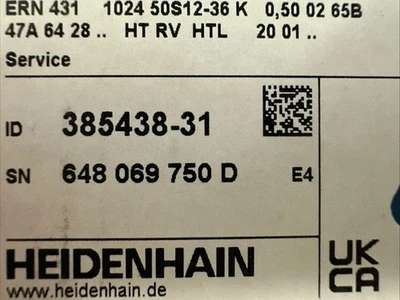 ERN 431 1024 50S12-36 K 0,50 02 65B
47A 64 28 .. HT RV HTL 20 01 ..
Service
ID 385438-31
SN 648 069 750 D E4
HEIDENHAIN
www.heidenhain.de
UK
CA